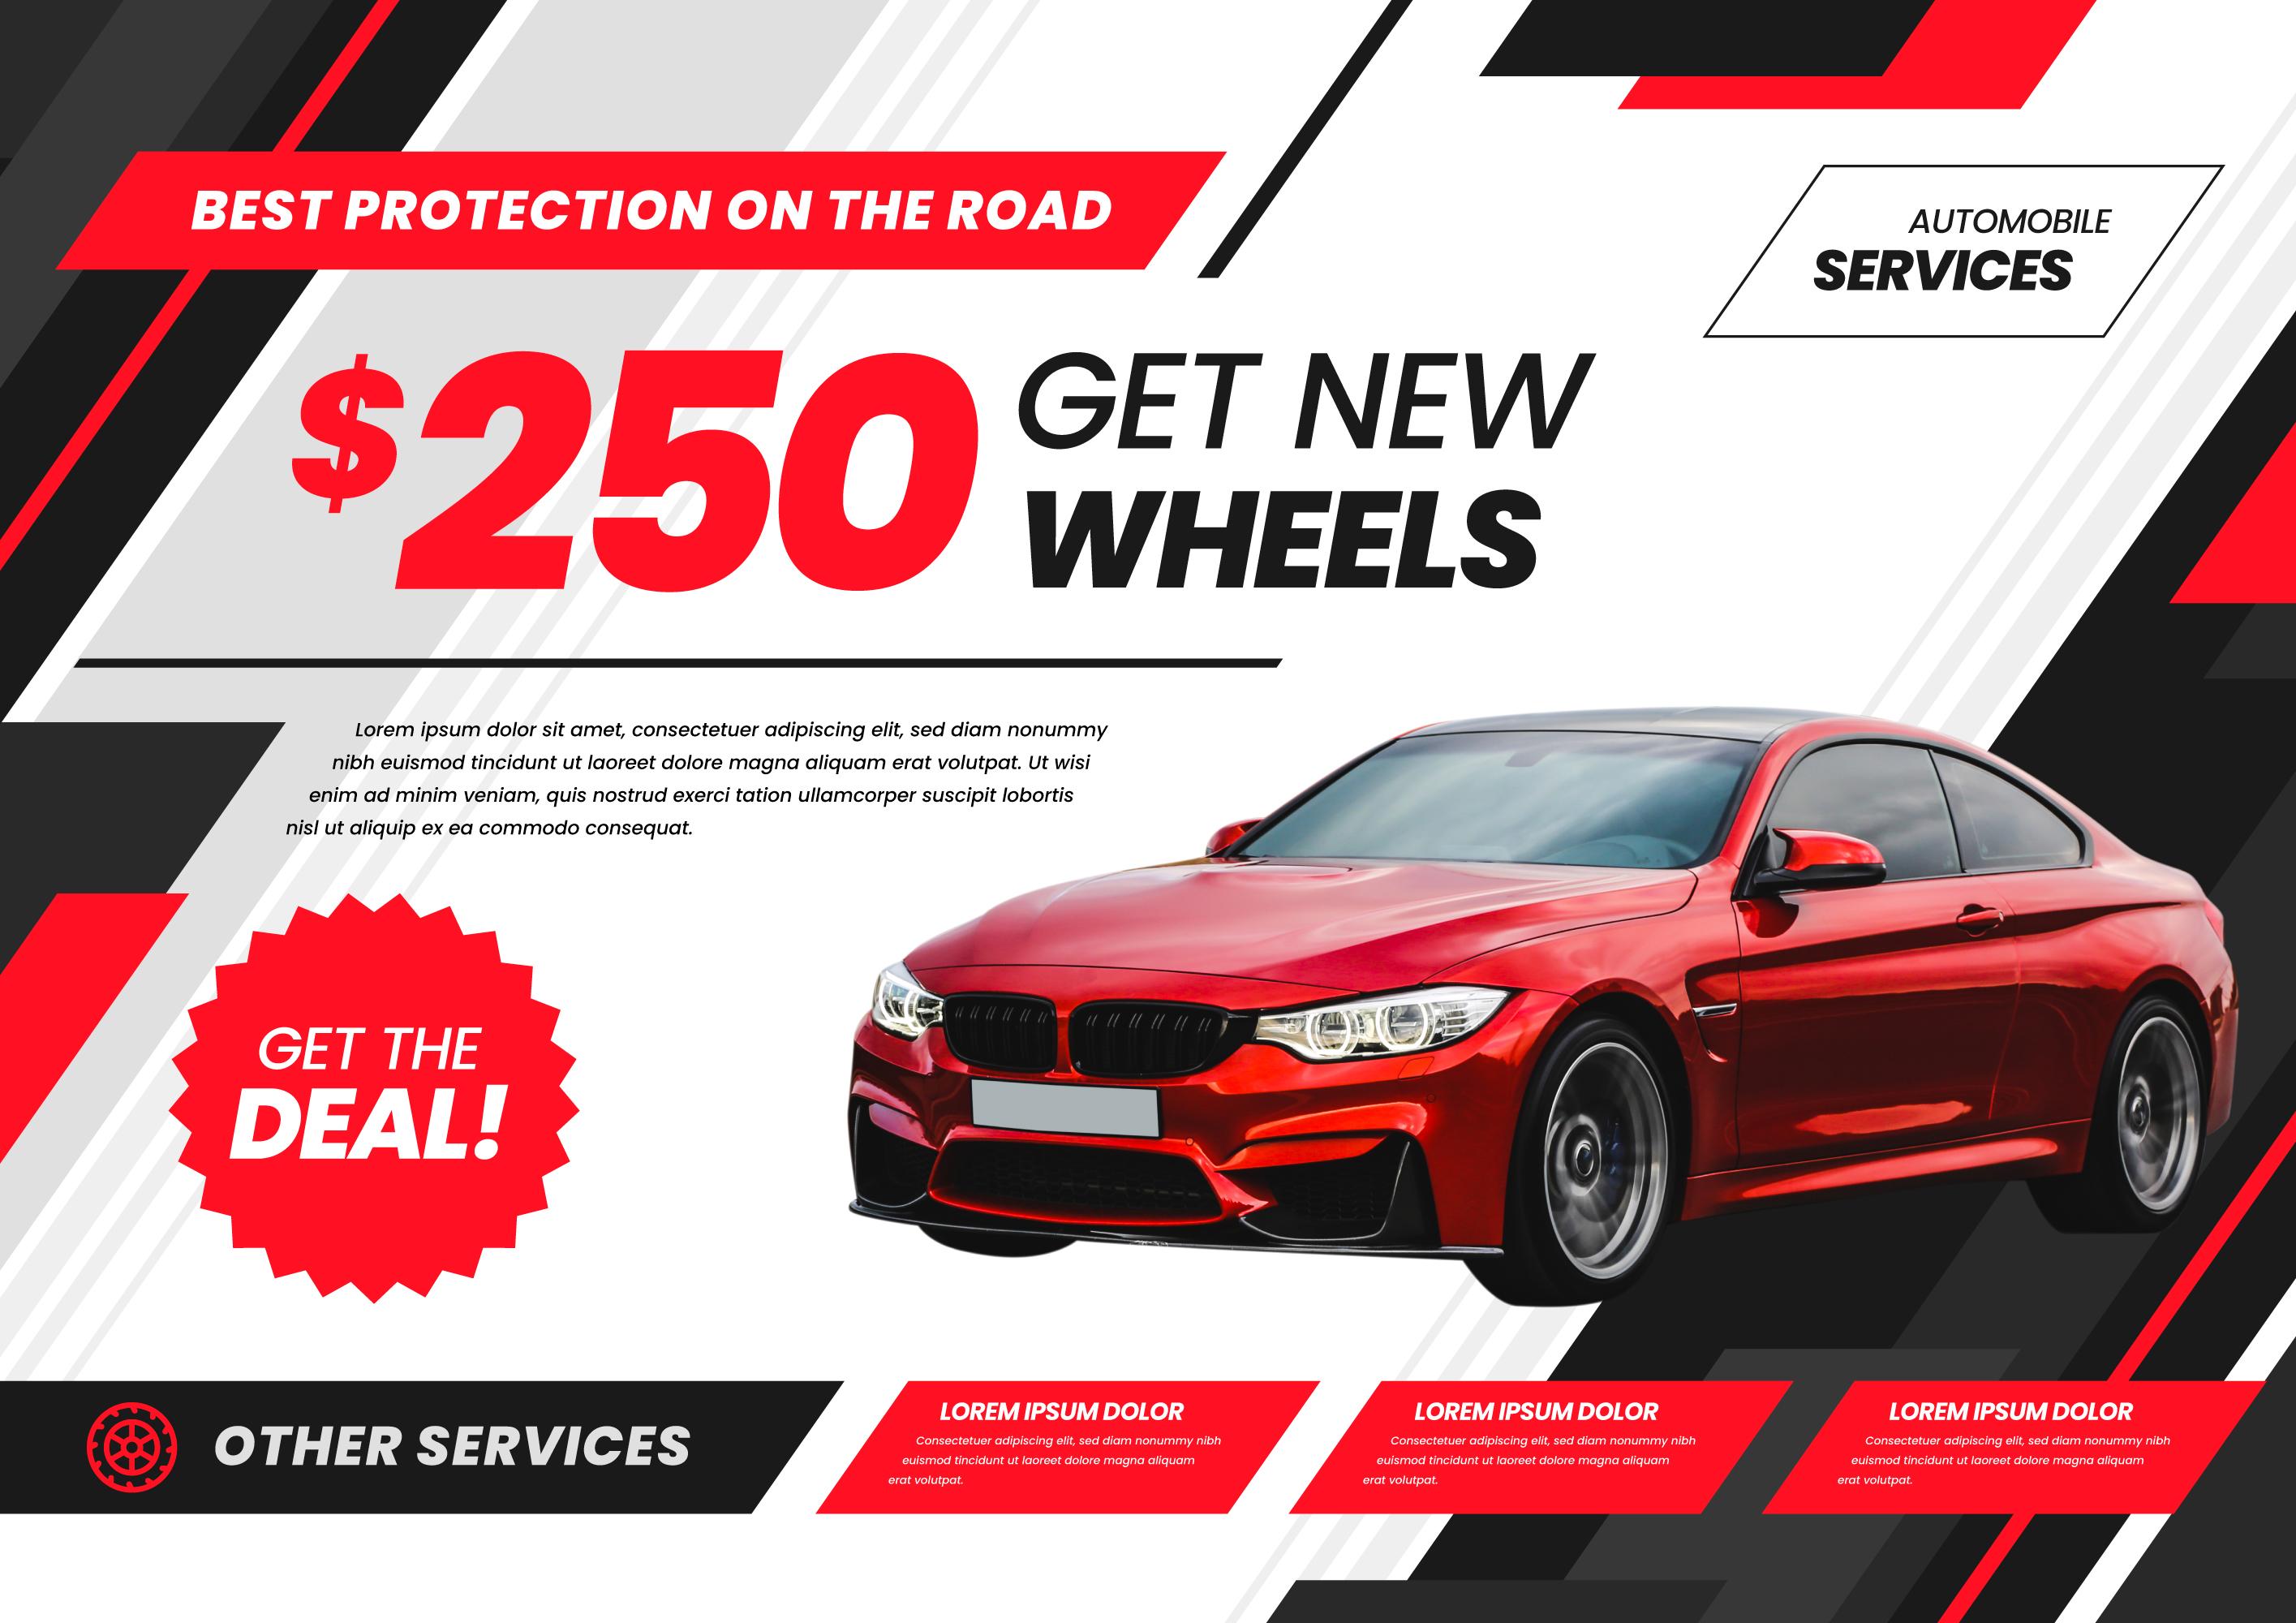 BEST PROTECTION ON THE ROAD
AUTOMOBILE
SERVICES
$250
GET NEW
WHEELS
Lorem ipsum dolor sit amet, consectetuer adipiscing elit, sed diam nonummy
nibh euismod tincidunt ut laoreet dolore magna aliquam erat volutpat. Ut wisi
enim ad minim veniam, quis nostrud exerci tation ullamcorper suscipit lobortis
nisl ut aliquip ex ea commodo consequat.
GET THE
DEAL!
OTHER SERVICES
LOREM IPSUM DOLOR
Consectetuer adipiscing elit, sed diam nonummy nibh
euismod tincidunt ut laoreet dolore magna aliquam
erat volutpat.
LOREM IPSUM DOLOR
Consectetuer adipiscing elit, sed diam nonummy nibh
euismod tincidunt ut laoreet dolore magna aliquam
erat volutpat.
LOREM IPSUM DOLOR
Consectetuer adipiscing elit, sed diam nonummy nibh
euismod tincidunt ut laoreet dolore magna aliquam
erat volutpat.